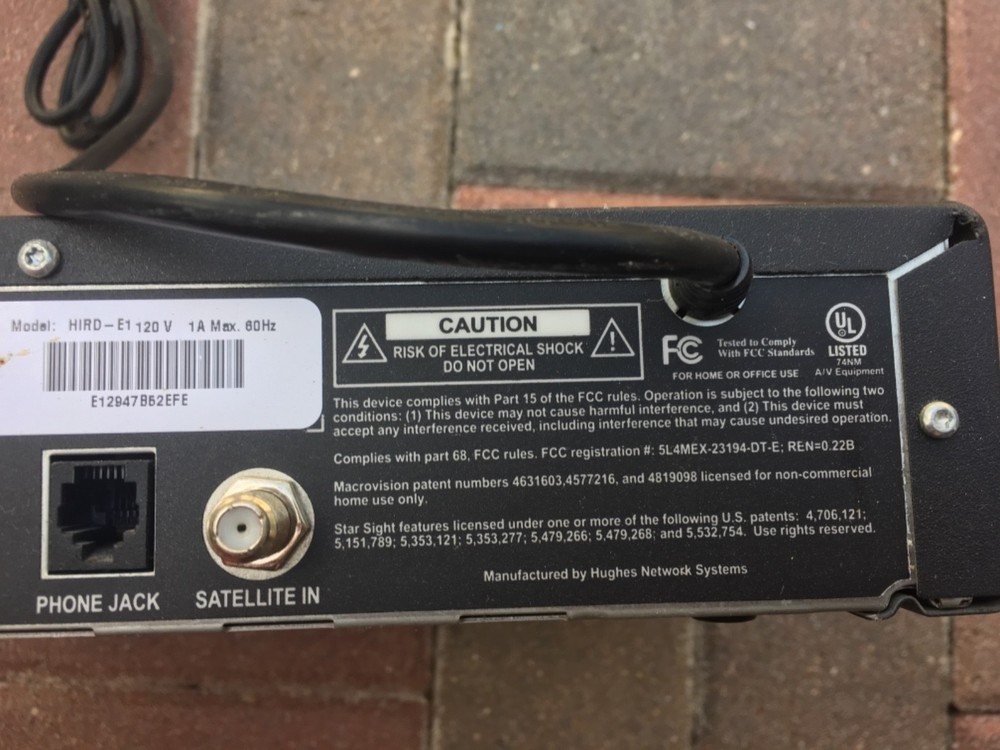 Model: HIRD-E1 120 V 1A Max. 60Hz
E12947B52EFE
CAUTION
RISK OF ELECTRICAL SHOCK
DO NOT OPEN
FC Tested to Comply
With FCC Standards
FOR HOME OR OFFICE USE
UL
LISTED
74NM
A/V Equipment
This device complies with Part 15 of the FCC rules. Operation is subject to the following two
conditions: (1) This device may not cause harmful interference, and (2) This device must
accept any interference received, including interference that may cause undesired operation.
Complies with part 68, FCC rules. FCC registration #: 5L4MEX-23194-DT-E; REN=0.22B
Macrovision patent numbers 4631603,4577216, and 4819098 licensed for non-commercial
home use only.
Star Sight features licensed under one or more of the following U.S. patents: 4,706,121;
5,151,789; 5,353,121; 5,353,277; 5,479,266; 5,479,268; and 5,532,754. Use rights reserved.
Manufactured by Hughes Network Systems
PHONE JACK
SATELLITE IN